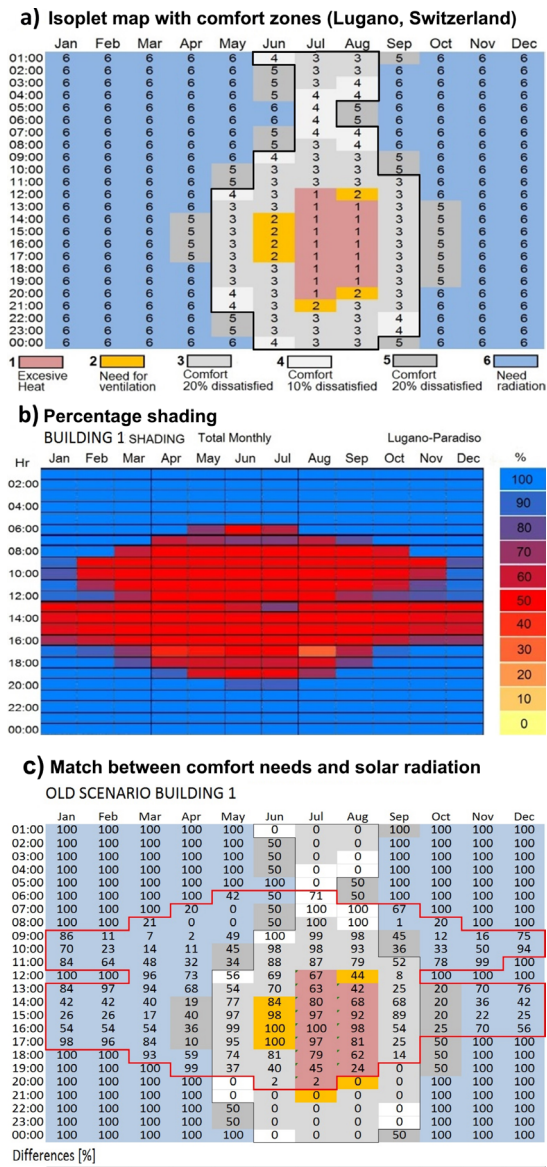 a) Isoplet map with comfort zones (Lugano, Switzerland)
Jan Feb Mar Apr May Jun Jul Aug Sep Oct Nov Dec
01:00 6 6 6 6 6 4 3 3 5 6 6 6
02:00 6 6 6 6 6 5 3 3 6 6 6 6
03:00 6 6 6 6 6 5 3 4 6 6 6 6
04:00 6 6 6 6 6 5 4 4 6 6 6 6
05:00 6 6 6 6 6 6 4 5 6 6 6 6
06:00 6 6 6 6 6 6 4 5 6 6 6 6
07:00 6 6 6 6 6 5 4 4 6 6 6 6
08:00 6 6 6 6 6 5 3 4 6 6 6 6
09:00 6 6 6 6 6 4 3 3 5 6 6 6
10:00 6 6 6 6 5 3 3 3 5 6 6 6
11:00 6 6 6 6 5 3 3 3 3 6 6 6
12:00 6 6 6 6 4 3 1 2 3 6 6 6
13:00 6 6 6 6 3 3 1 1 3 5 6 6
14:00 6 6 6 5 3 2 1 1 3 5 6 6
15:00 6 6 6 5 3 2 1 1 3 5 6 6
16:00 6 6 6 5 3 2 1 1 3 5 6 6
17:00 6 6 6 5 3 2 1 1 3 5 6 6
18:00 6 6 6 6 3 3 1 1 3 5 6 6
19:00 6 6 6 6 3 3 1 1 3 5 6 6
20:00 6 6 6 6 4 3 1 2 3 6 6 6
21:00 6 6 6 6 4 3 2 3 3 6 6 6
22:00 6 6 6 6 5 3 3 3 4 6 6 6
23:00 6 6 6 6 5 3 3 3 4 6 6 6
00:00 6 6 6 6 6 4 3 3 5 6 6 6
1 2 3 4 5 6
Excesive Need for Comfort Comfort Comfort Need
Heat ventilation 20% dissatisfied 10% dissatisfied 20% dissatisfied radiation
b) Percentage shading
BUILDING 1 SHADING Total Monthly Lugano-Paradiso
Hr Jan Feb Mar Apr May Jun Jul Aug Sep Oct Nov Dec %
02:00
04:00
06:00
08:00
10:00
12:00
14:00
16:00
18:00
20:00
22:00
00:00
100
90
80
70
60
50
40
30
20
10
0
c) Match between comfort needs and solar radiation
OLD SCENARIO BUILDING 1
Jan Feb Mar Apr May Jun Jul Aug Sep Oct Nov Dec
01:00 100 100 100 100 100 0 0 0 100 100 100 100
02:00 100 100 100 100 100 50 0 0 100 100 100 100
03:00 100 100 100 100 100 50 0 0 100 100 100 100
04:00 100 100 100 100 100 50 0 0 100 100 100 100
05:00 100 100 100 100 100 100 0 50 100 100 100 100
06:00 100 100 100 100 42 50 71 50 100 100 100 100
07:00 100 100 100 20 0 50 100 100 67 100 100 100
08:00 100 100 21 0 0 50 100 100 1 20 100 100
09:00 86 11 7 2 49 100 99 98 45 12 16 75
10:00 70 23 14 11 45 98 98 93 36 33 50 94
11:00 84 64 48 32 34 88 87 79 52 78 99 100
12:00 100 100 96 73 56 69 67 44 8 100 100 100
13:00 84 97 94 68 54 70 63 42 25 20 70 76
14:00 42 42 40 19 77 84 80 68 68 20 36 42
15:00 26 26 17 40 97 98 97 92 89 20 22 25
16:00 54 54 54 36 99 100 100 98 54 25 70 56
17:00 98 96 84 10 95 100 97 81 25 50 100 100
18:00 100 100 93 59 74 81 79 62 14 50 100 100
19:00 100 100 100 99 37 40 45 24 0 50 100 100
20:00 100 100 100 100 0 2 2 0 0 100 100 100
21:00 100 100 100 100 0 0 0 0 0 100 100 100
22:00 100 100 100 100 50 0 0 0 0 100 100 100
23:00 100 100 100 100 50 0 0 0 0 100 100 100
00:00 100 100 100 100 100 0 0 0 50 100 100 100
Differences [%]